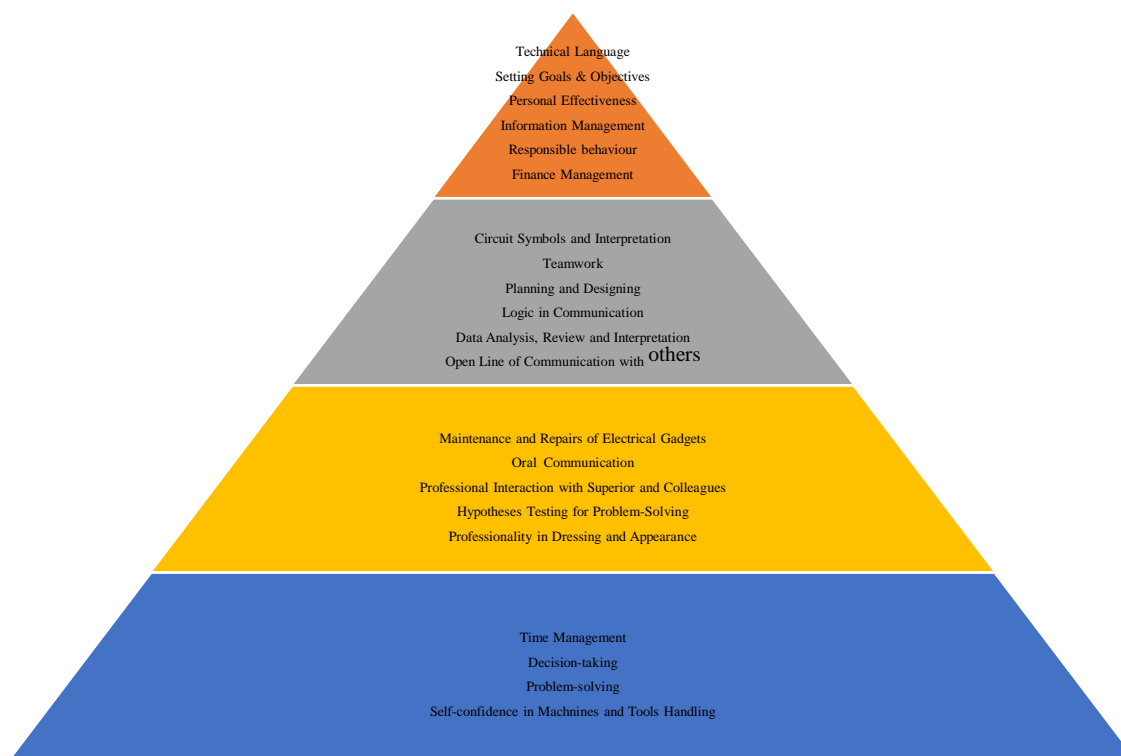 Technical Language
Setting Goals & Objectives
Personal Effectiveness
Information Management
Responsible behaviour
Finance Management
Circuit Symbols and Interpretation
Teamwork
Planning and Designing
Logic in Communication
Data Analysis, Review and Interpretation
Open Line of Communication with others
Maintenance and Repairs of Electrical Gadgets
Oral Communication
Professional Interaction with Superior and Colleagues
Hypotheses Testing for Problem-Solving
Professionality in Dressing and Appearance
Time Management
Decision-taking
Problem-solving
Self-confidence in Machnines and Tools Handling